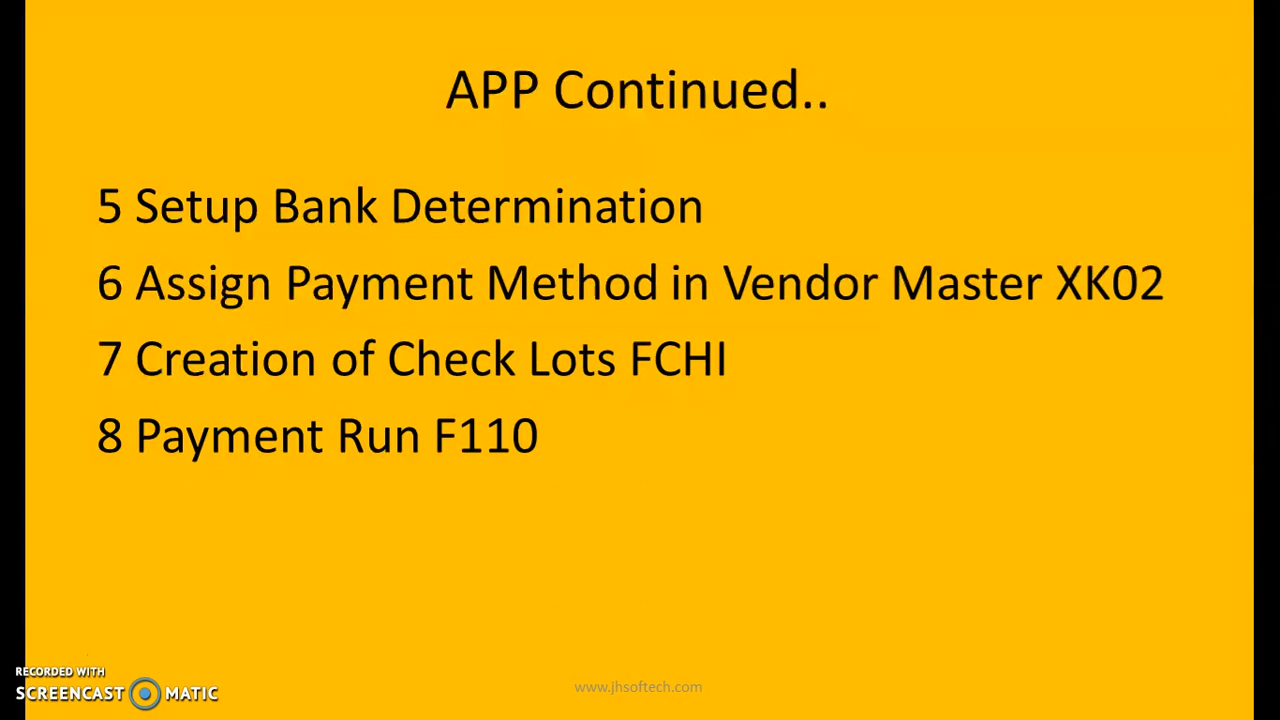 APP Continued..
5 Setup Bank Determination
6 Assign Payment Method in Vendor Master XK02
7 Creation of Check Lots FCHI
8 Payment Run F110
RECORDED WITH
SCREENCAST MATIC
www.jhsoftech.com